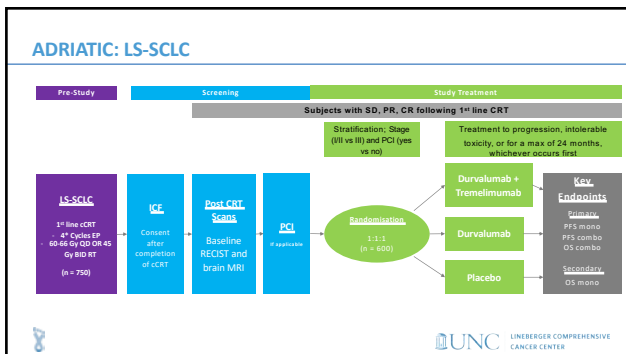 ADRIATIC: LS-SCLC
Pre-Study
Screening
Study Treatment
Subjects with SD, PR, CR following 1st line CRT
Stratification; Stage
(I/II vs III) and PCI (yes
vs no)
Treatment to progression, intolerable
toxicity, or for a max of 24 months,
whichever occurs first
LS-SCLC
1st line cCRT
- 4* Cycles EP
- 60-66 Gy QD OR 45
Gy BID RT
(n = 750)
ICF
Consent
after
completion
of cCRT
Post CRT
Scans
Baseline
RECIST and
brain MRI
PCI
If applicable
Randomisation
1:1:1
(n = 600)
Durvalumab +
Tremelimumab
Durvalumab
Placebo
Key
Endpoints
Primary
PFS mono
PFS combo
OS combo
Secondary
OS mono
UNC
LINEBERGER COMPREHENSIVE
CANCER CENTER